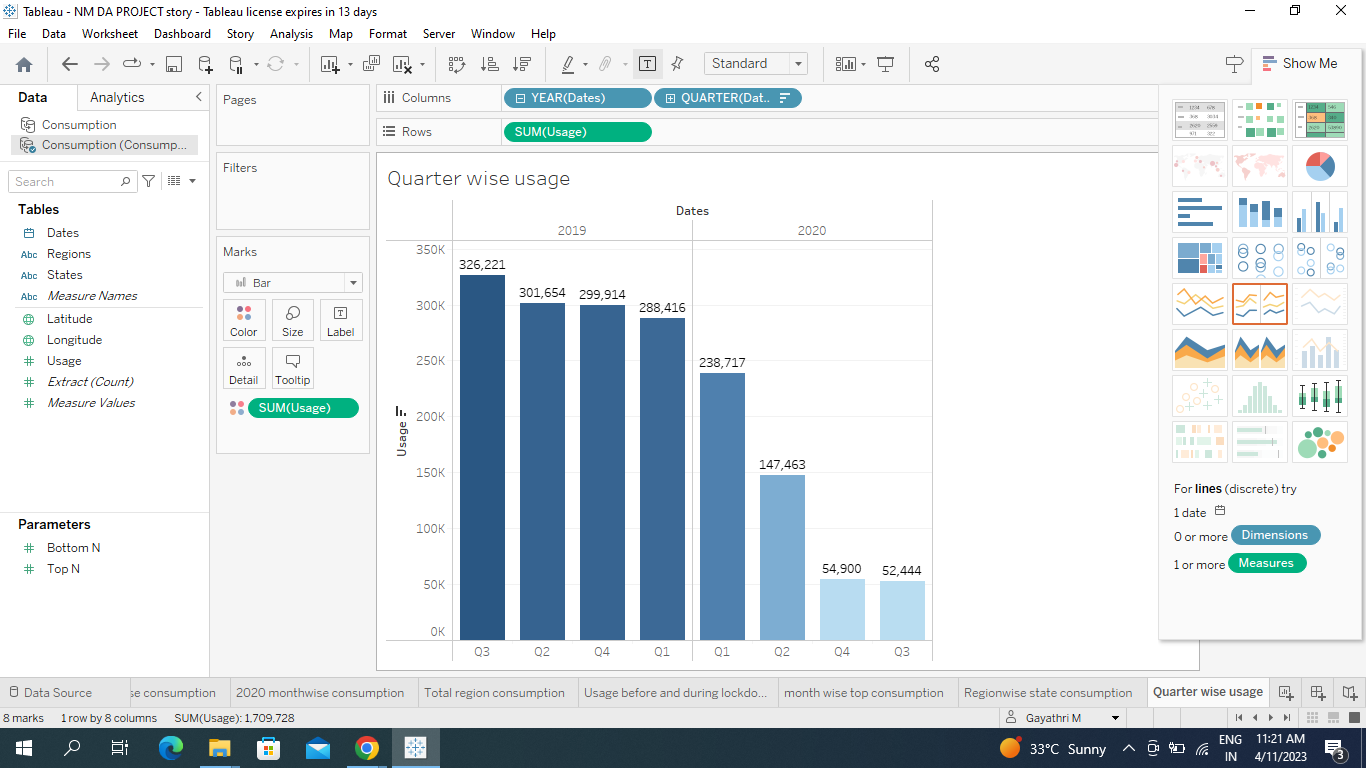 Tableau - NM DA PROJECT story - Tableau license expires in 13 days
File Data Worksheet Dashboard Story Analysis Map Format Server Window Help
Standard
Show Me
Data Analytics
Consumption
Consumption (Consump...
Search
Tables
Dates
Abc Regions
Abc States
Abc Measure Names
Latitude
Longitude
Usage
Extract (Count)
Measure Values
Parameters
Bottom N
Top N
Pages
Filters
Marks
Bar
Color Size Label
Detail Tooltip
SUM(Usage)
Columns YEAR(Dates) QUARTER(Dat..
Rows SUM(Usage)
Quarter wise usage
Dates
2019 2020
350K
300K
250K
200K
150K
100K
50K
0K
Usage
326,221
301,654
299,914
288,416
238,717
147,463
54,900
52,444
Q3 Q2 Q4 Q1 Q1 Q2 Q4 Q3
For lines (discrete) try
1 date
0 or more Dimensions
1 or more Measures
Data Source se consumption 2020 monthwise consumption Total region consumption Usage before and during lockdo... month wise top consumption Regionwise state consumption Quarter wise usage
8 marks 1 row by 8 columns SUM(Usage): 1,709,728 Gayathri M
33°C Sunny
ENG
IN
11:21 AM
4/11/2023
3